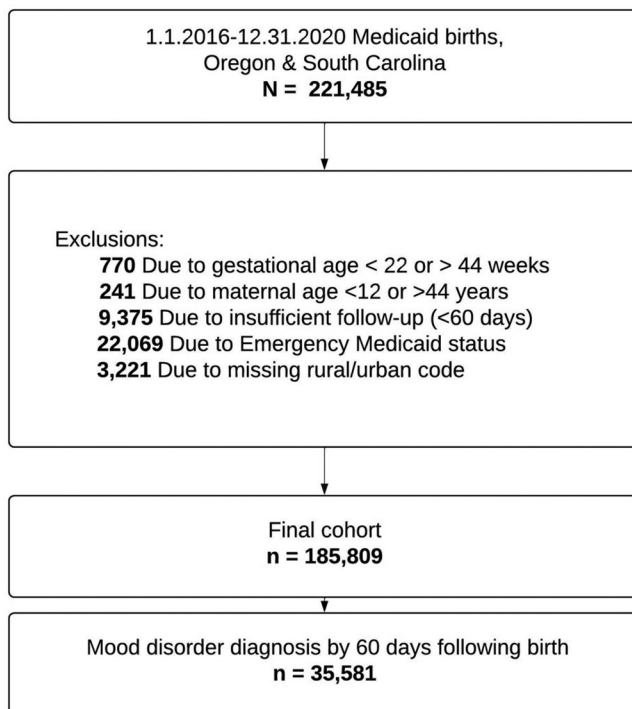 1.1.2016-12.31.2020 Medicaid births,
Oregon & South Carolina
N = 221,485
Exclusions:
770 Due to gestational age < 22 or > 44 weeks
241 Due to maternal age <12 or >44 years
9,375 Due to insufficient follow-up (<60 days)
22,069 Due to Emergency Medicaid status
3,221 Due to missing rural/urban code
Final cohort
n = 185,809
Mood disorder diagnosis by 60 days following birth
n = 35,581